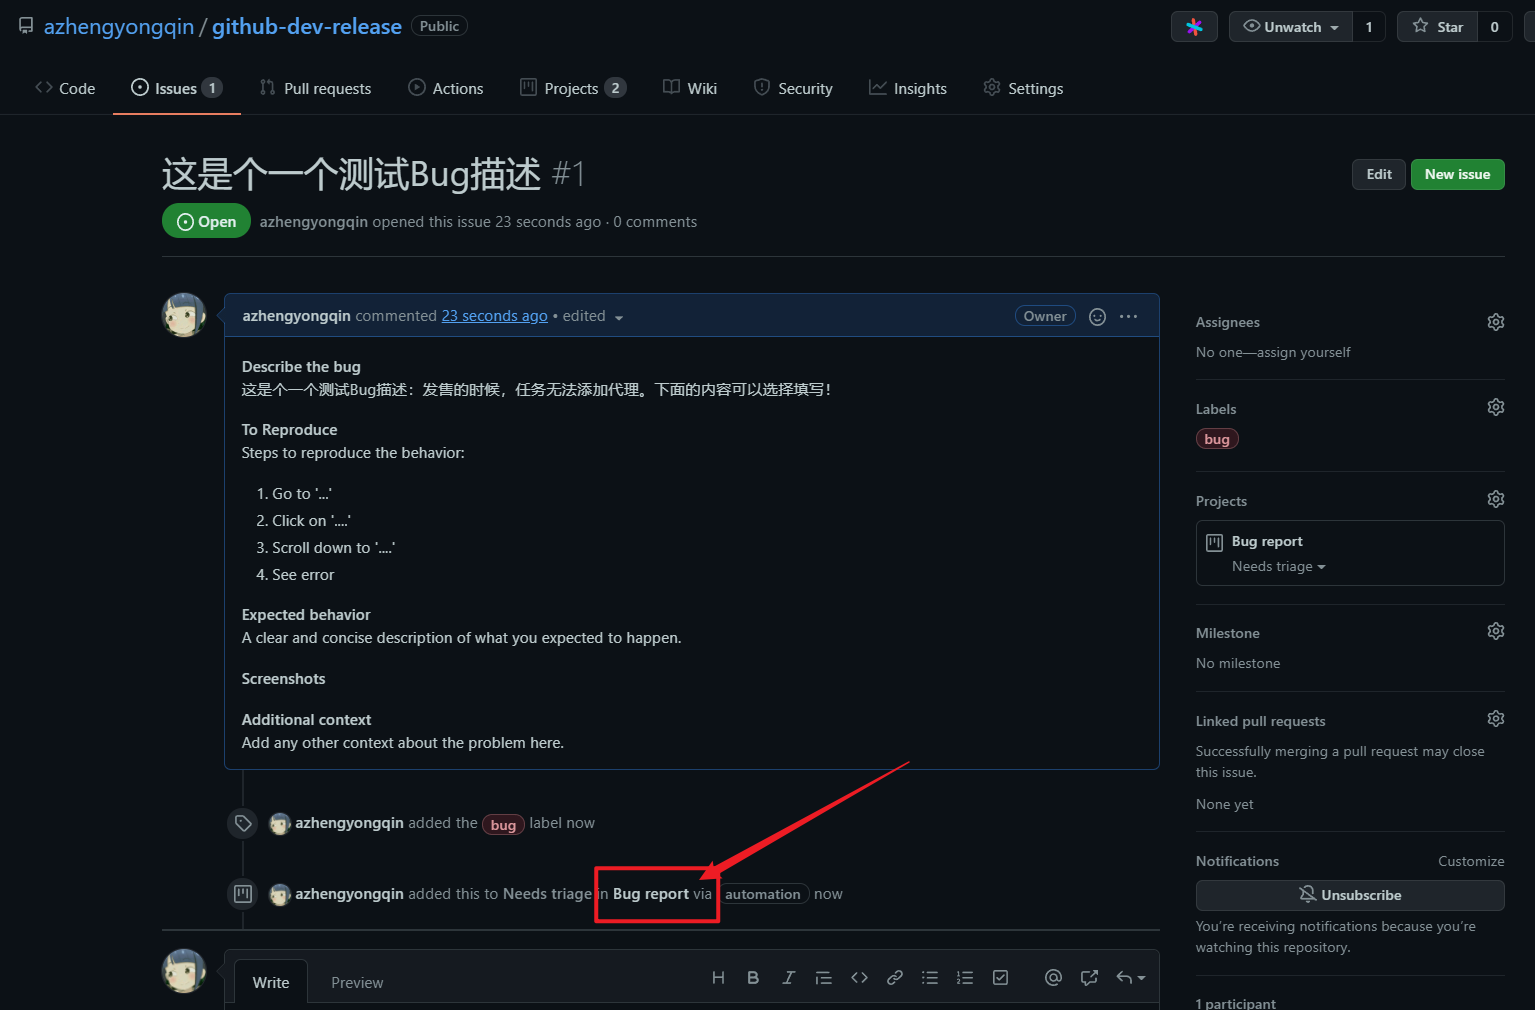 azhengyongqin / github-dev-release Public
Unwatch 1 Star 0
Code Issues 1 Pull requests Actions Projects 2 Wiki Security Insights Settings
这是个一个测试Bug描述 #1
Edit New issue
Open azhengyongqin opened this issue 23 seconds ago · 0 comments
azhengyongqin commented 23 seconds ago • edited
Owner
Describe the bug
这是个一个测试Bug描述：发售的时候，任务无法添加代理。下面的内容可以选择填写！
To Reproduce
Steps to reproduce the behavior:
1. Go to '...'
2. Click on '....'
3. Scroll down to '....'
4. See error
Expected behavior
A clear and concise description of what you expected to happen.
Screenshots
Additional context
Add any other context about the problem here.
azhengyongqin added the bug label now
azhengyongqin added this to Needs triage in Bug report via automation now
Write Preview
Assignees
No one—assign yourself
Labels
bug
Projects
Bug report
Needs triage
Milestone
No milestone
Linked pull requests
Successfully merging a pull request may close
this issue.
None yet
Notifications Customize
Unsubscribe
You’re receiving notifications because you’re
watching this repository.
1 participant